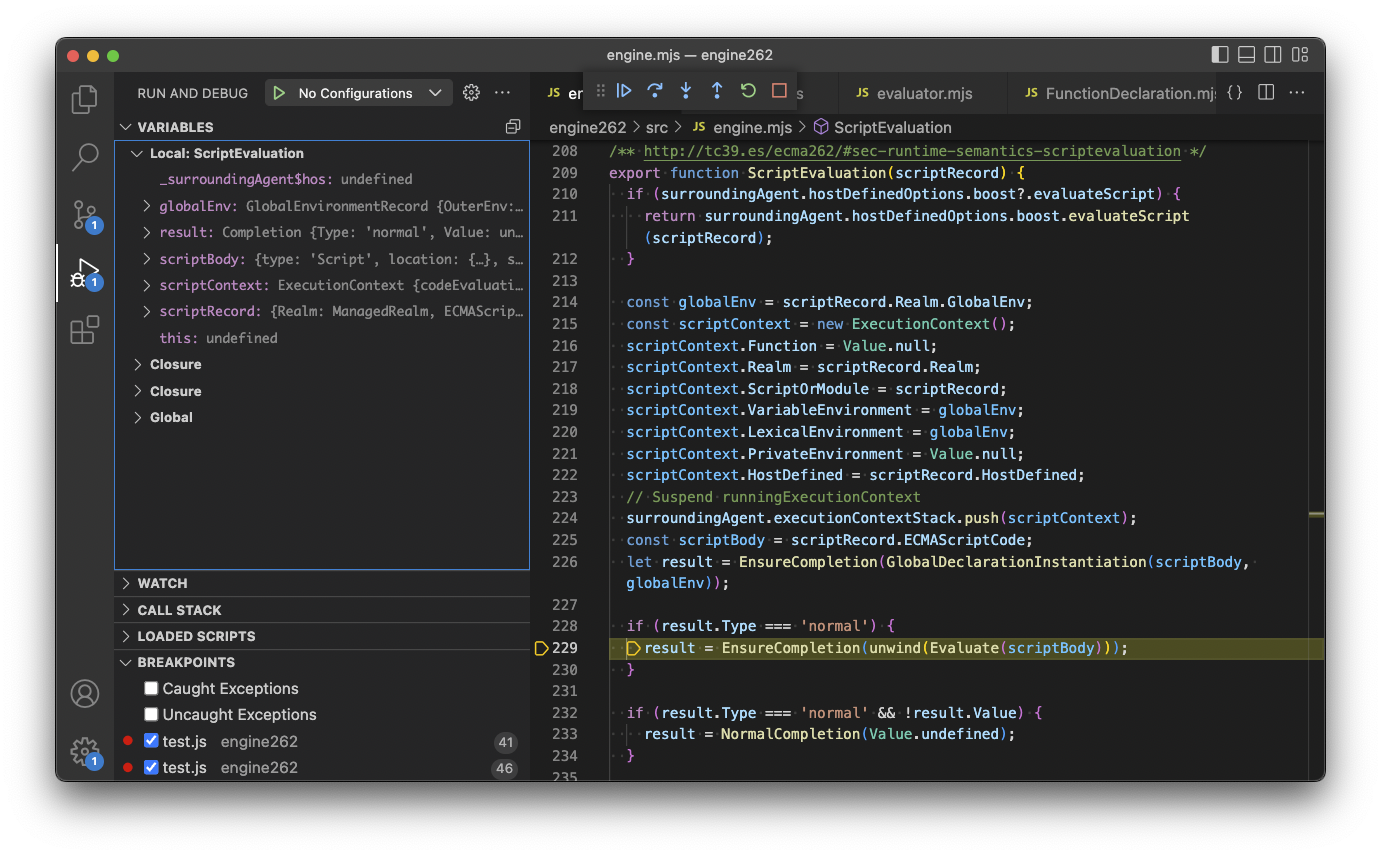 engine.mjs — engine262
RUN AND DEBUG
No Configurations
VARIABLES
Local: ScriptEvaluation
_surroundingAgent$hos: undefined
globalEnv: GlobalEnvironmentRecord {OuterEnv:…
result: Completion {Type: 'normal', Value: un…
scriptBody: {type: 'Script', location: {…}, s…
scriptContext: ExecutionContext {codeEvaluati…
scriptRecord: {Realm: ManagedRealm, ECMAScrip…
this: undefined
Closure
Closure
Global
WATCH
CALL STACK
LOADED SCRIPTS
BREAKPOINTS
Caught Exceptions
Uncaught Exceptions
test.js engine262 41
test.js engine262 46
1
1
1
JS en
s
JS evaluator.mjs
JS FunctionDeclaration.mj
engine262 > src > JS engine.mjs > ScriptEvaluation
208 /** http://tc39.es/ecma262/#sec-runtime-semantics-scriptevaluation */
209 export function ScriptEvaluation(scriptRecord) {
210 if (surroundingAgent.hostDefinedOptions.boost?.evaluateScript) {
211 return surroundingAgent.hostDefinedOptions.boost.evaluateScript
(scriptRecord);
212 }
213
214 const globalEnv = scriptRecord.Realm.GlobalEnv;
215 const scriptContext = new ExecutionContext();
216 scriptContext.Function = Value.null;
217 scriptContext.Realm = scriptRecord.Realm;
218 scriptContext.ScriptOrModule = scriptRecord;
219 scriptContext.VariableEnvironment = globalEnv;
220 scriptContext.LexicalEnvironment = globalEnv;
221 scriptContext.PrivateEnvironment = Value.null;
222 scriptContext.HostDefined = scriptRecord.HostDefined;
223 // Suspend runningExecutionContext
224 surroundingAgent.executionContextStack.push(scriptContext);
225 const scriptBody = scriptRecord.ECMAScriptCode;
226 let result = EnsureCompletion(GlobalDeclarationInstantiation(scriptBody,
globalEnv));
227
228 if (result.Type === 'normal') {
229 result = EnsureCompletion(unwind(Evaluate(scriptBody)));
230 }
231
232 if (result.Type === 'normal' && !result.Value) {
233 result = NormalCompletion(Value.undefined);
234 }
235